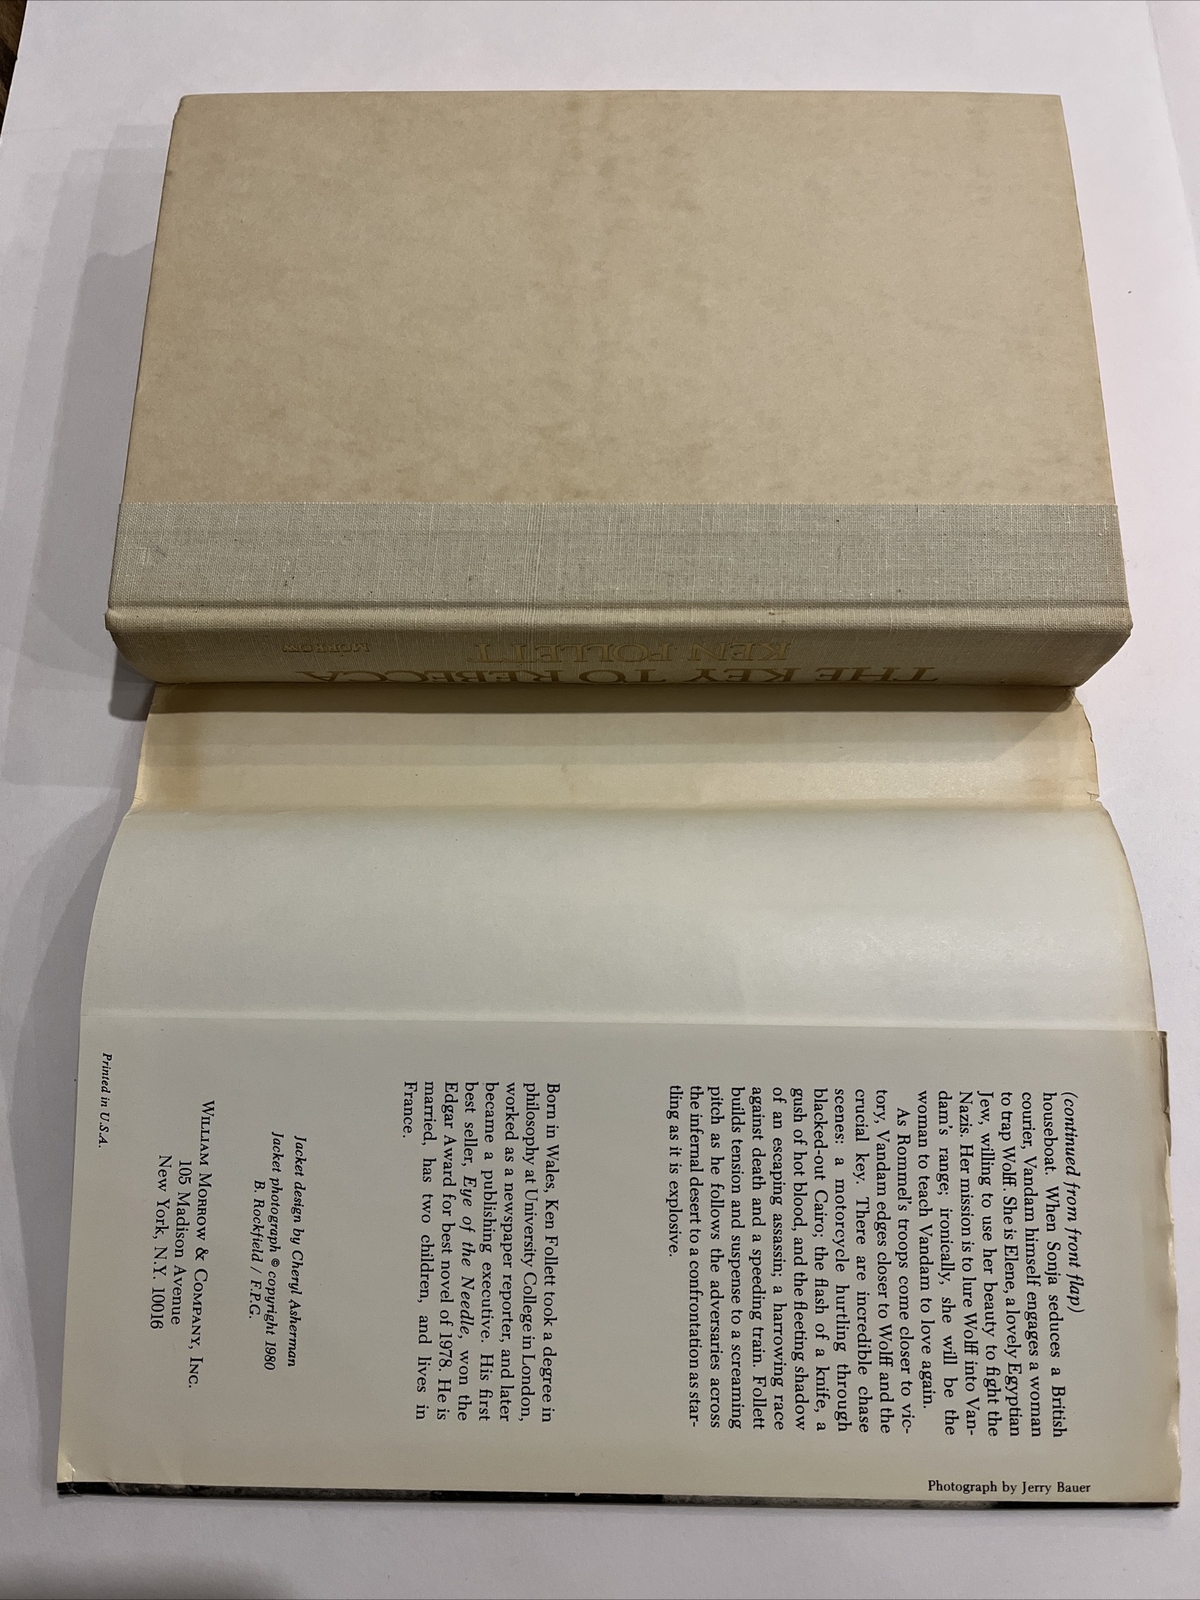 THE KEY TO REBECCA
KEN FOLLETT
MORROW
(continued from front flap)
houseboat. When Sonja seduces a British
courier, Vandam himself engages a woman
to trap Wolff. She is Elene, a lovely Egyptian
Jew, willing to use her beauty to fight the
Nazis. Her mission is to lure Wolff into Van-
dam's range; ironically, she will be the
woman to teach Vandam to love again.
As Rommel's troops come closer to vic-
tory, Vandam edges closer to Wolff and the
crucial key. There are incredible chase
scenes: a motorcycle hurtling through
blacked-out Cairo; the flash of a knife, a
gush of hot blood, and the fleeting shadow
of an escaping assassin; a harrowing race
against death and a speeding train. Follett
builds tension and suspense to a screaming
pitch as he follows the adversaries across
the infernal desert to a confrontation as star-
tling as it is explosive.
Born in Wales, Ken Follett took a degree in
philosophy at University College in London,
worked as a newspaper reporter, and later
became a publishing executive. His first
best seller, Eye of the Needle, won the
Edgar Award for best novel of 1978. He is
married, has two children, and lives in
France.
Jacket design by Cheryl Asherman
Jacket photograph © copyright 1980
B. Rockfield / F.P.G.
WILLIAM MORROW & COMPANY, INC.
105 Madison Avenue
New York, N.Y. 10016
Printed in U.S.A.
Photograph by Jerry Bauer